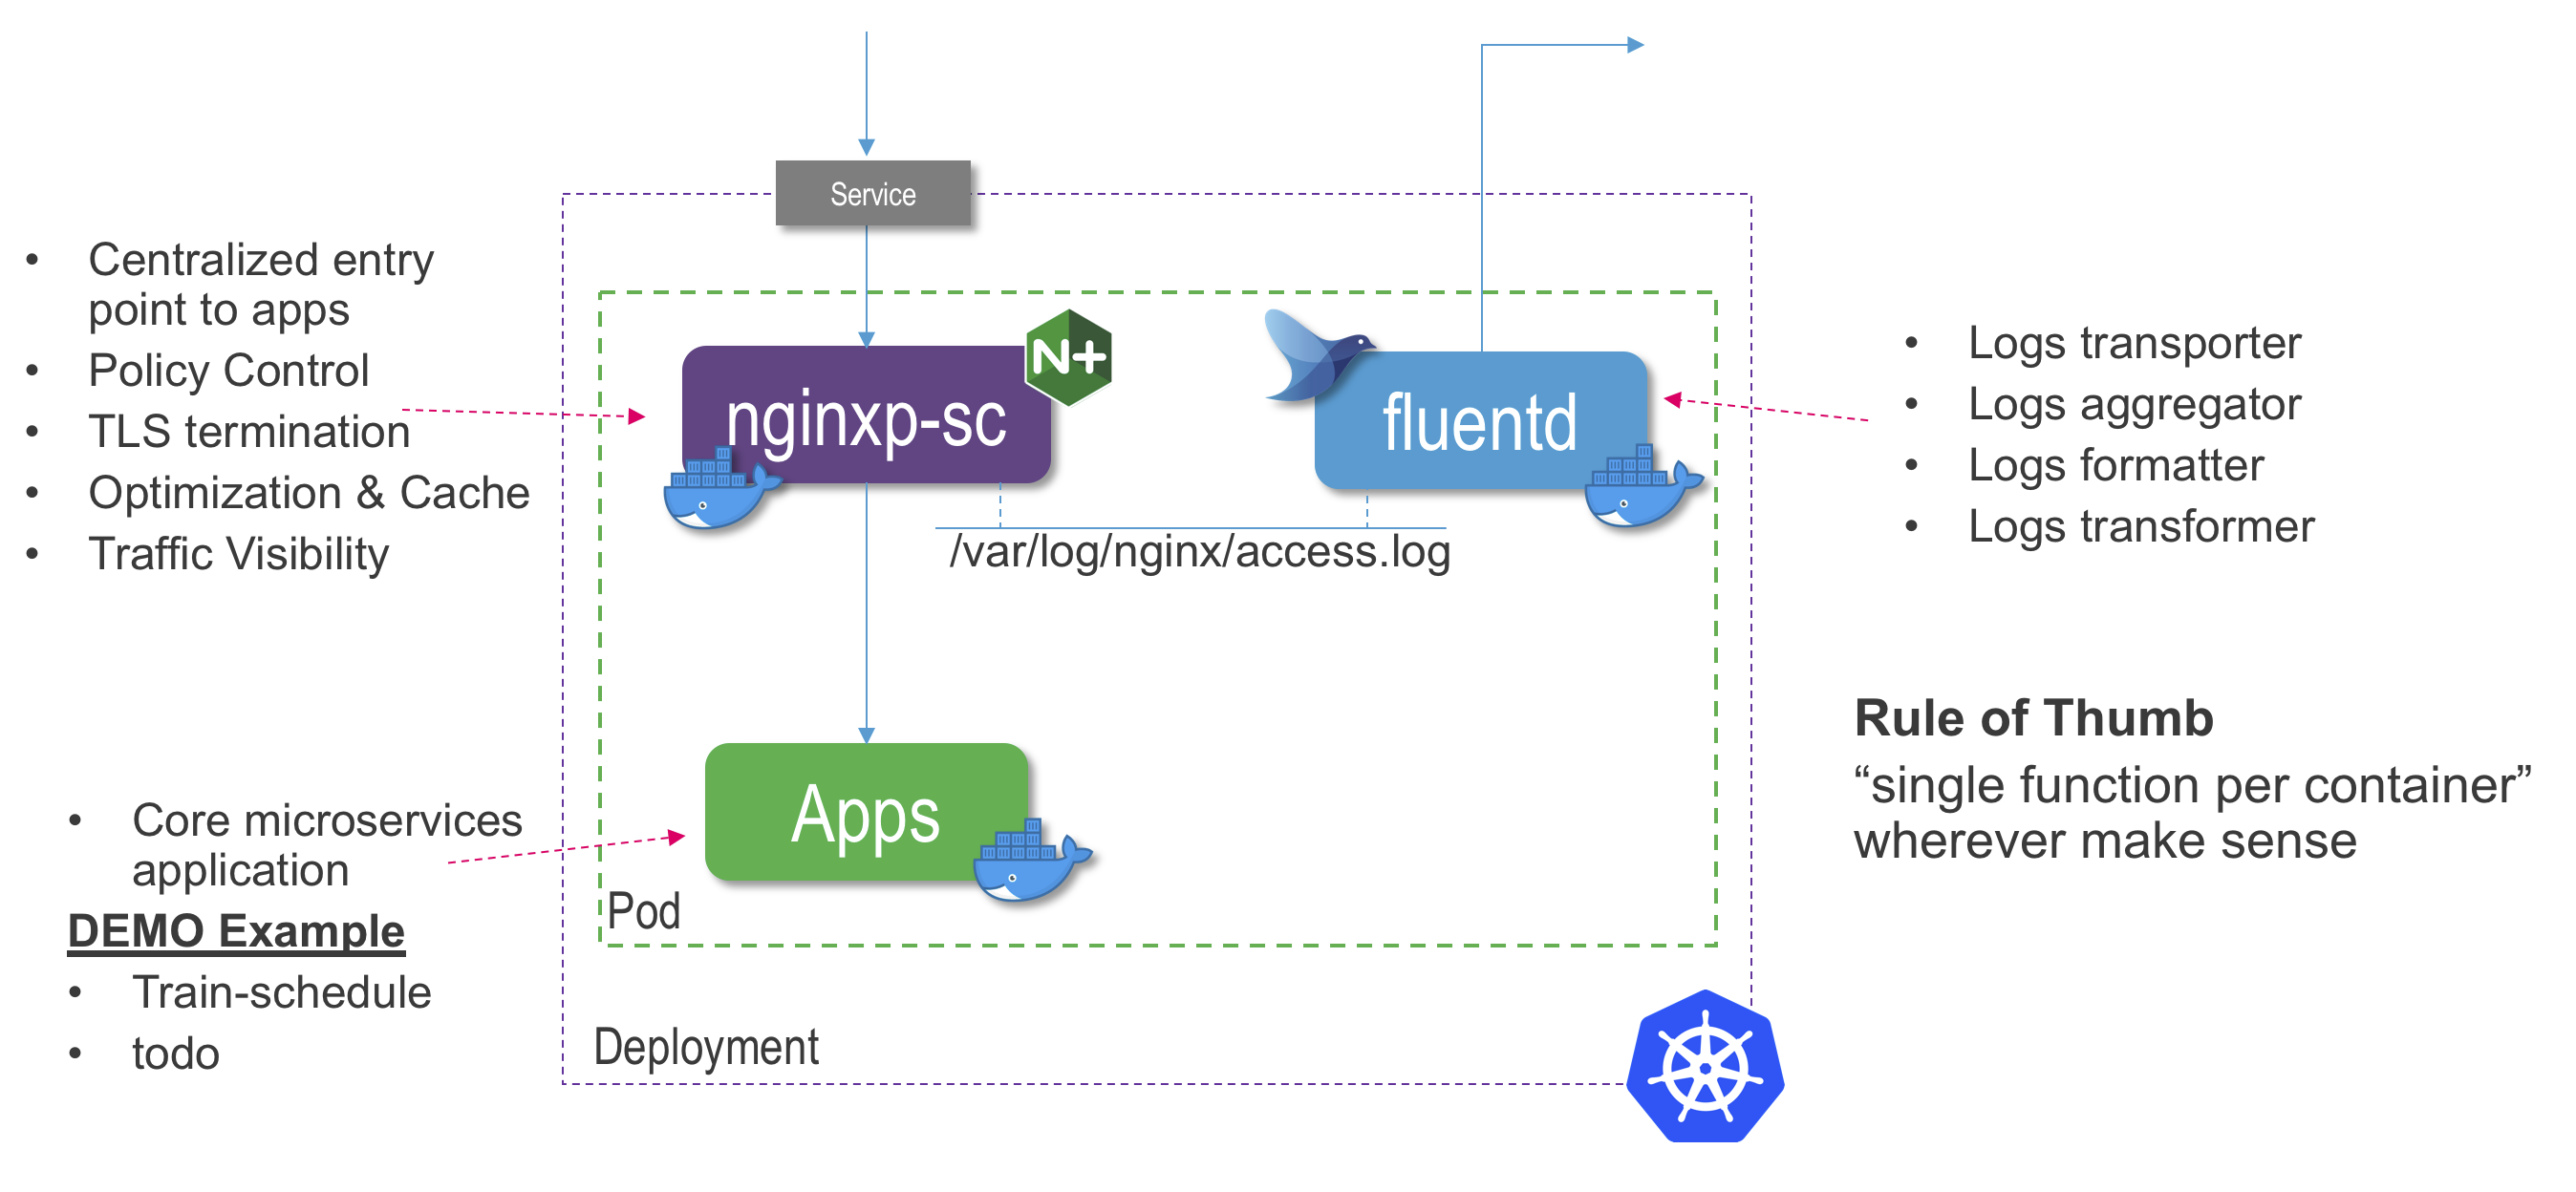 Service
• Centralized entry
point to apps
• Policy Control
• TLS termination
• Optimization & Cache
• Traffic Visibility
nginxp-sc
N+
fluentd
/var/log/nginx/access.log
• Logs transporter
• Logs aggregator
• Logs formatter
• Logs transformer
Rule of Thumb
“single function per container”
wherever make sense
• Core microservices
application
DEMO Example
• Train-schedule
• todo
Apps
Pod
Deployment